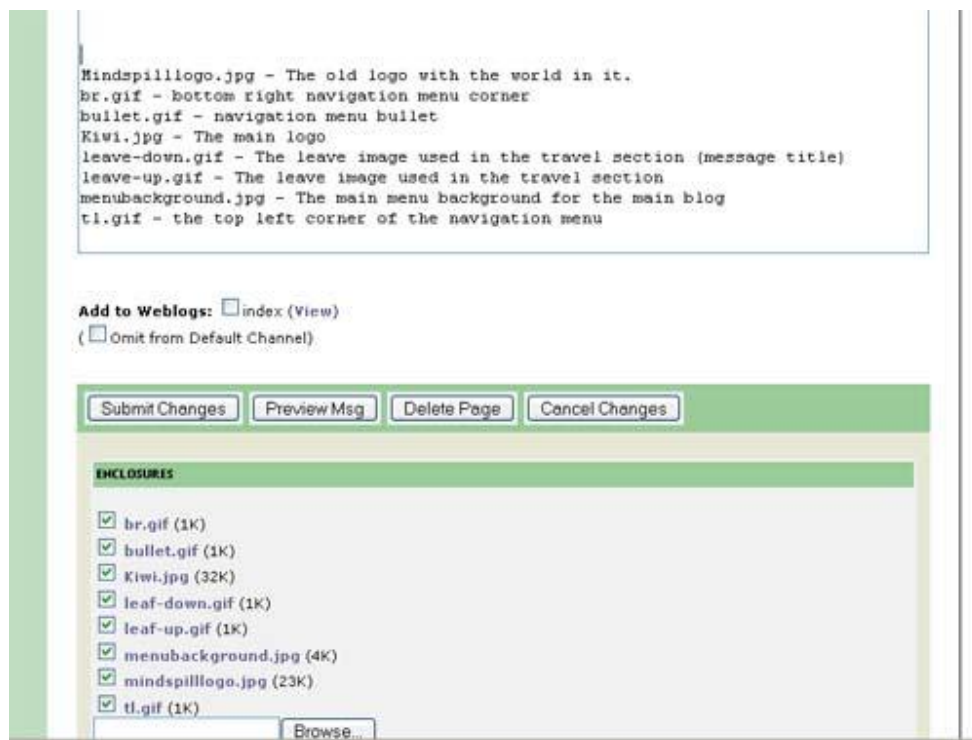 Mindspilllogo.jpg - The old logo with the world in it.
br.gif - bottom right navigation menu corner
bullet.gif - navigation menu bullet
Kiwi.jpg - The main logo
leave-down.gif - The leave image used in the travel section (message title)
leave-up.gif - The leave image used in the travel section
menubackground.jpg - The main menu background for the main blog
tl.gif - the top left corner of the navigation menu
Add to Weblogs: index (View)
( Omit from Default Channel)
Submit Changes Preview Msg Delete Page Cancel Changes
ENCLOSURES
br.gif (1K)
bullet.gif (1K)
Kiwi.jpg (32K)
leaf-down.gif (1K)
leaf-up.gif (1K)
menubackground.jpg (4K)
mindspilllogo.jpg (23K)
tl.gif (1K)
Browse...